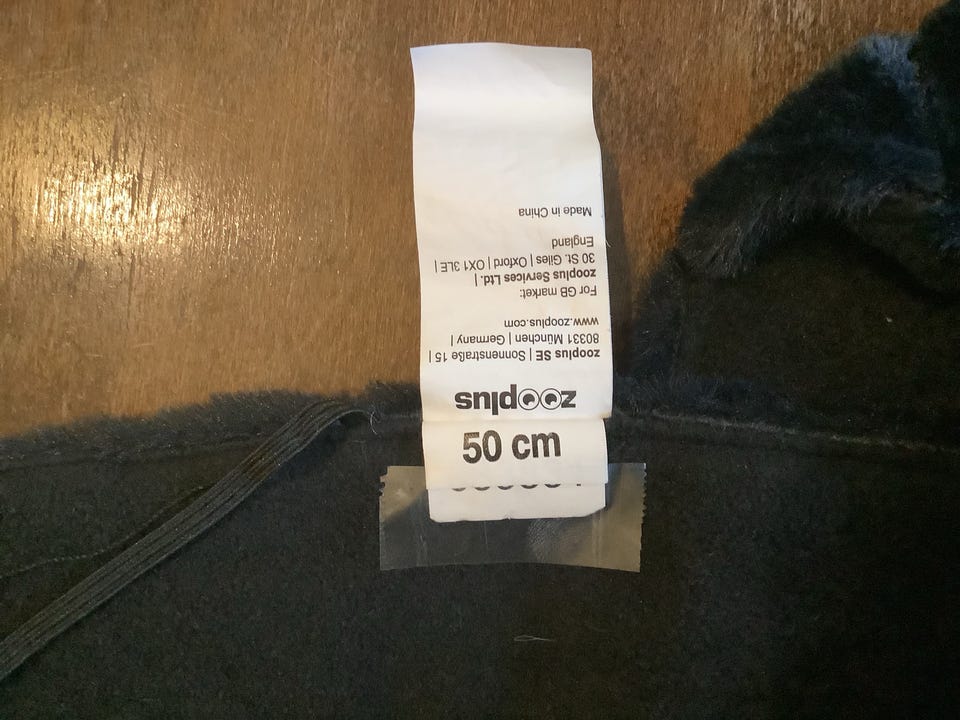 50 cm
zooplus
zooplus SE | Sonnenstraße 15 |
80331 München | Germany |
www.zooplus.com
For GB market:
zooplus Services Ltd. |
30 St. Giles | Oxford | OX1 3LE |
England
Made in China